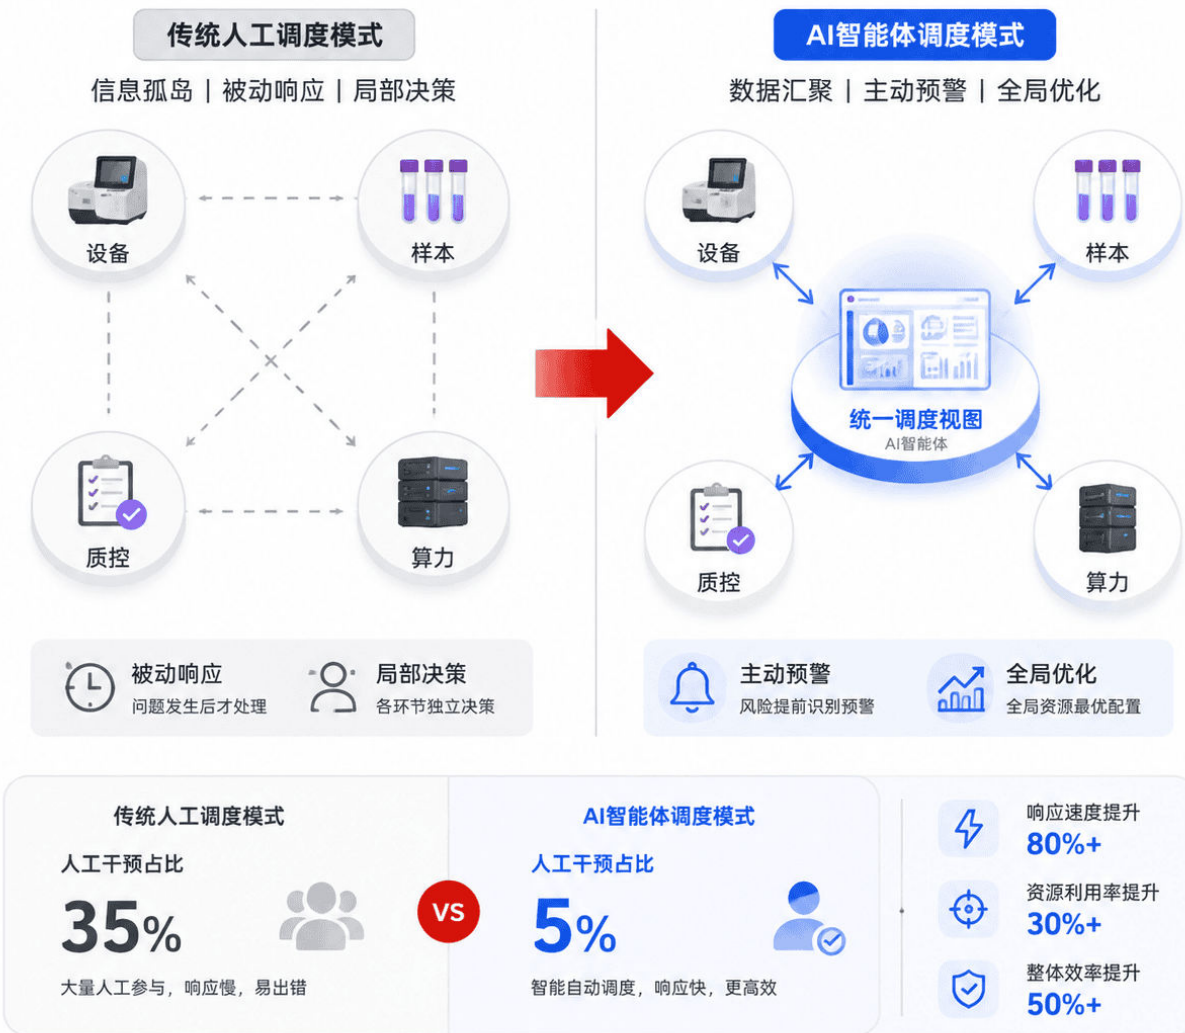 传统人工调度模式
信息孤岛 | 被动响应 | 局部决策
设备
样本
质控
算力
被动响应
问题发生后才处理
局部决策
各环节独立决策
AI智能体调度模式
数据汇聚 | 主动预警 | 全局优化
设备
样本
统一调度视图
AI智能体
质控
算力
主动预警
风险提前识别预警
全局优化
全局资源最优配置
传统人工调度模式
人工干预占比
35%
大量人工参与，响应慢，易出错
VS
AI智能体调度模式
人工干预占比
5%
智能自动调度，响应快，更高效
响应速度提升
80%+
资源利用率提升
30%+
整体效率提升
50%+